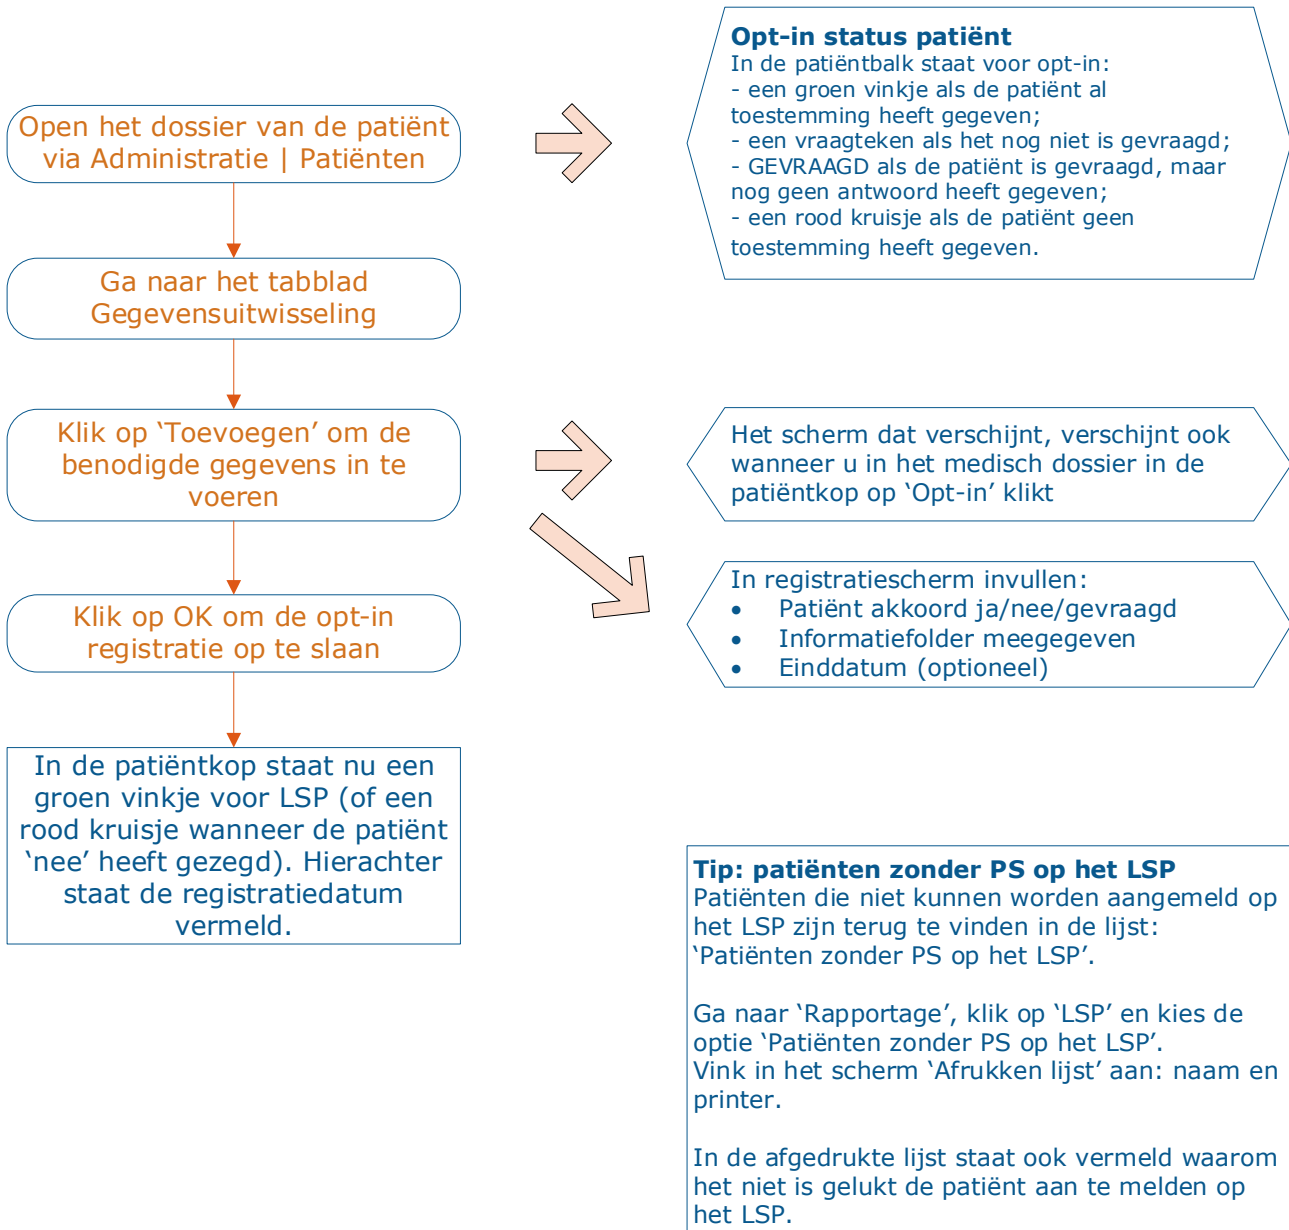 Open het dossier van de patiënt
via Administratie | Patiënten
Opt-in status patiënt
In de patiëntbalk staat voor opt-in:
- een groen vinkje als de patiënt al
toestemming heeft gegeven;
- een vraagteken als het nog niet is gevraagd;
- GEVRAAGD als de patiënt is gevraagd, maar
nog geen antwoord heeft gegeven;
- een rood kruisje als de patiënt geen
toestemming heeft gegeven.
Ga naar het tabblad
Gegevensuitwisseling
Klik op ‘Toevoegen’ om de
benodigde gegevens in te
voeren
Het scherm dat verschijnt, verschijnt ook
wanneer u in het medisch dossier in de
patiëntkop op ‘Opt-in’ klikt
In registratiescherm invullen:
• Patiënt akkoord ja/nee/gevraagd
• Informatiefolder meegegeven
• Einddatum (optioneel)
Klik op OK om de opt-in
registratie op te slaan
In de patiëntkop staat nu een
groen vinkje voor LSP (of een
rood kruisje wanneer de patiënt
‘nee’ heeft gezegd). Hierachter
staat de registratiedatum
vermeld.
Tip: patiënten zonder PS op het LSP
Patiënten die niet kunnen worden aangemeld op
het LSP zijn terug te vinden in de lijst:
‘Patiënten zonder PS op het LSP’.
Ga naar ‘Rapportage’, klik op ‘LSP’ en kies de
optie ‘Patiënten zonder PS op het LSP’.
Vink in het scherm ‘Afrukken lijst’ aan: naam en
printer.
In de afgedrukte lijst staat ook vermeld waarom
het niet is gelukt de patiënt aan te melden op
het LSP.